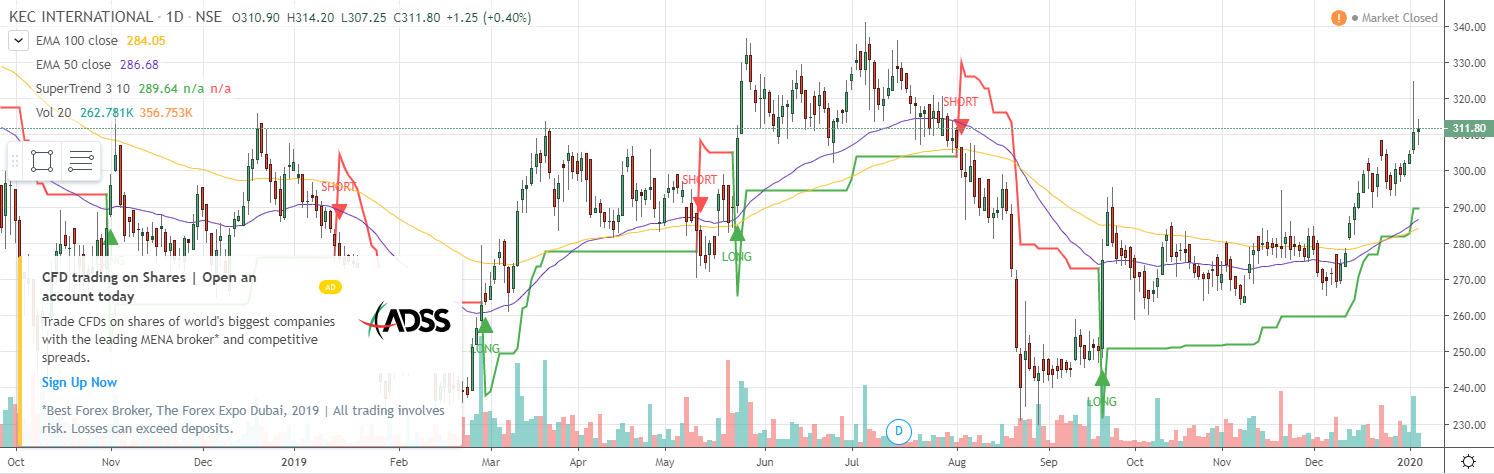 KEC INTERNATIONAL · 1D · NSE O310.90 H314.20 L307.25 C311.80 +1.25 (+0.40%)
! Market Closed
EMA 100 close 284.05
EMA 50 close 286.68
SuperTrend 3 10 289.64 n/a n/a
Vol 20 262.781K 356.753K
340.00
330.00
320.00
311.80
300.00
290.00
280.00
270.00
260.00
250.00
240.00
230.00
SHORT
SHORT
SHORT
LONG
LONG
LONG
CFD trading on Shares | Open an
account today
AD
ADSS
Trade CFDs on shares of world's biggest companies
with the leading MENA broker* and competitive
spreads.
Sign Up Now
*Best Forex Broker, The Forex Expo Dubai, 2019 | All trading involves
risk. Losses can exceed deposits.
D
Oct Nov Dec 2019 Feb Mar Apr May Jun Jul Aug Sep Oct Nov Dec 2020